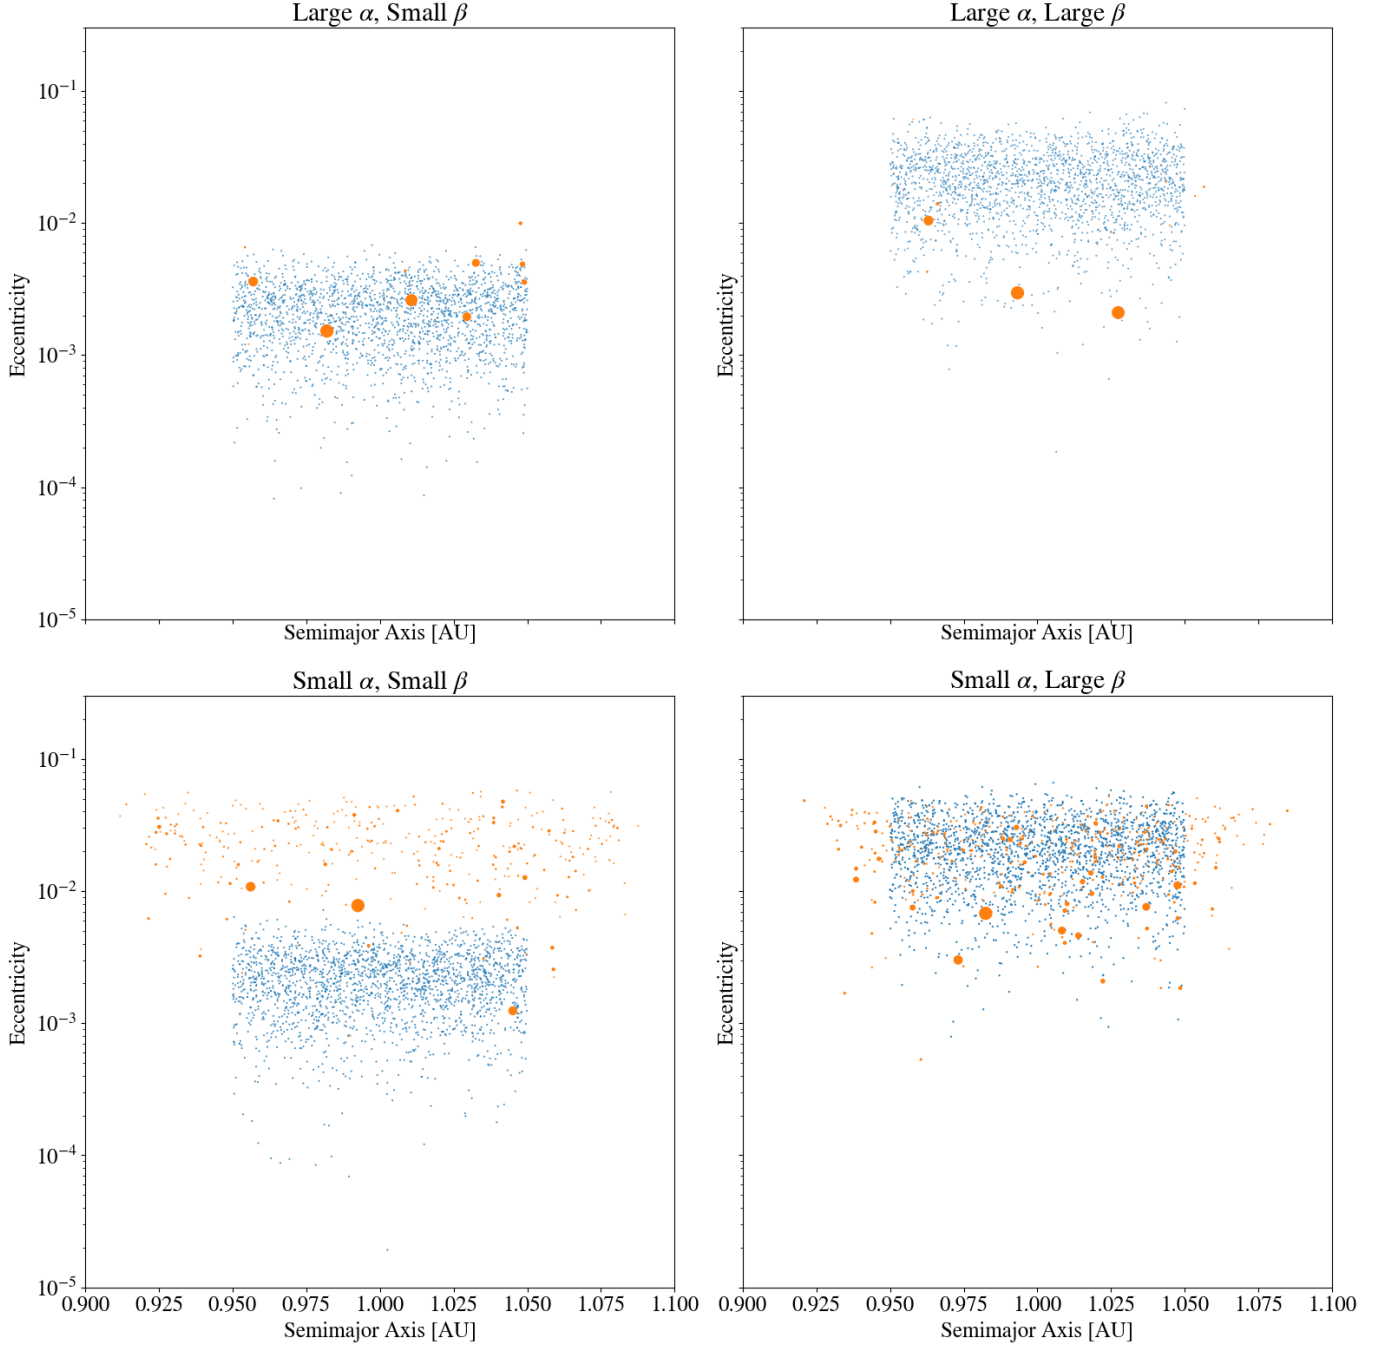 Large α, Small β
Large α, Large β
10⁻¹
10⁻²
10⁻³
10⁻⁴
10⁻⁵
Eccentricity
Eccentricity
Semimajor Axis [AU]
Semimajor Axis [AU]
Small α, Small β
Small α, Large β
10⁻¹
10⁻²
10⁻³
10⁻⁴
10⁻⁵
Eccentricity
Eccentricity
0.900 0.925 0.950 0.975 1.000 1.025 1.050 1.075 1.100
0.900 0.925 0.950 0.975 1.000 1.025 1.050 1.075 1.100
Semimajor Axis [AU]
Semimajor Axis [AU]